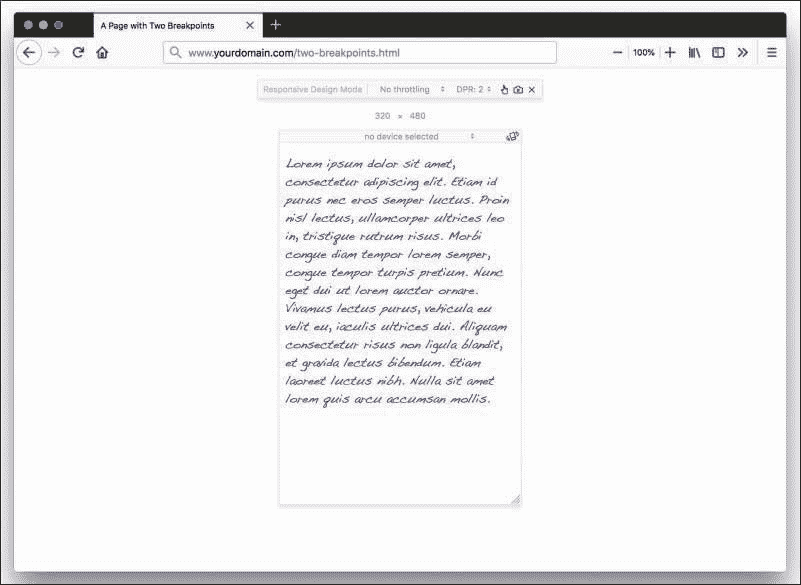 A Page with Two Breakpoints
www.yourdomain.com/two-breakpoints.html
100%
Responsive Design Mode No throttling DPR: 2
320 × 480
no device selected
Lorem ipsum dolor sit amet,
consectetur adipiscing elit. Etiam id
purus nec eros semper luctus. Proin
nisl lectus, ullamcorper ultrices leo
in, tristique rutrum risus. Morbi
congue diam tempor lorem semper,
congue tempor turpis pretium. Nunc
eget dui ut lorem auctor ornare.
Vivamus lectus purus, vehicula eu
velit eu, iaculis ultrices dui. Aliquam
consectetur risus non ligula blandit,
et gravida lectus bibendum. Etiam
laoreet luctus nibh. Nulla sit amet
lorem quis arcu accumsan mollis.